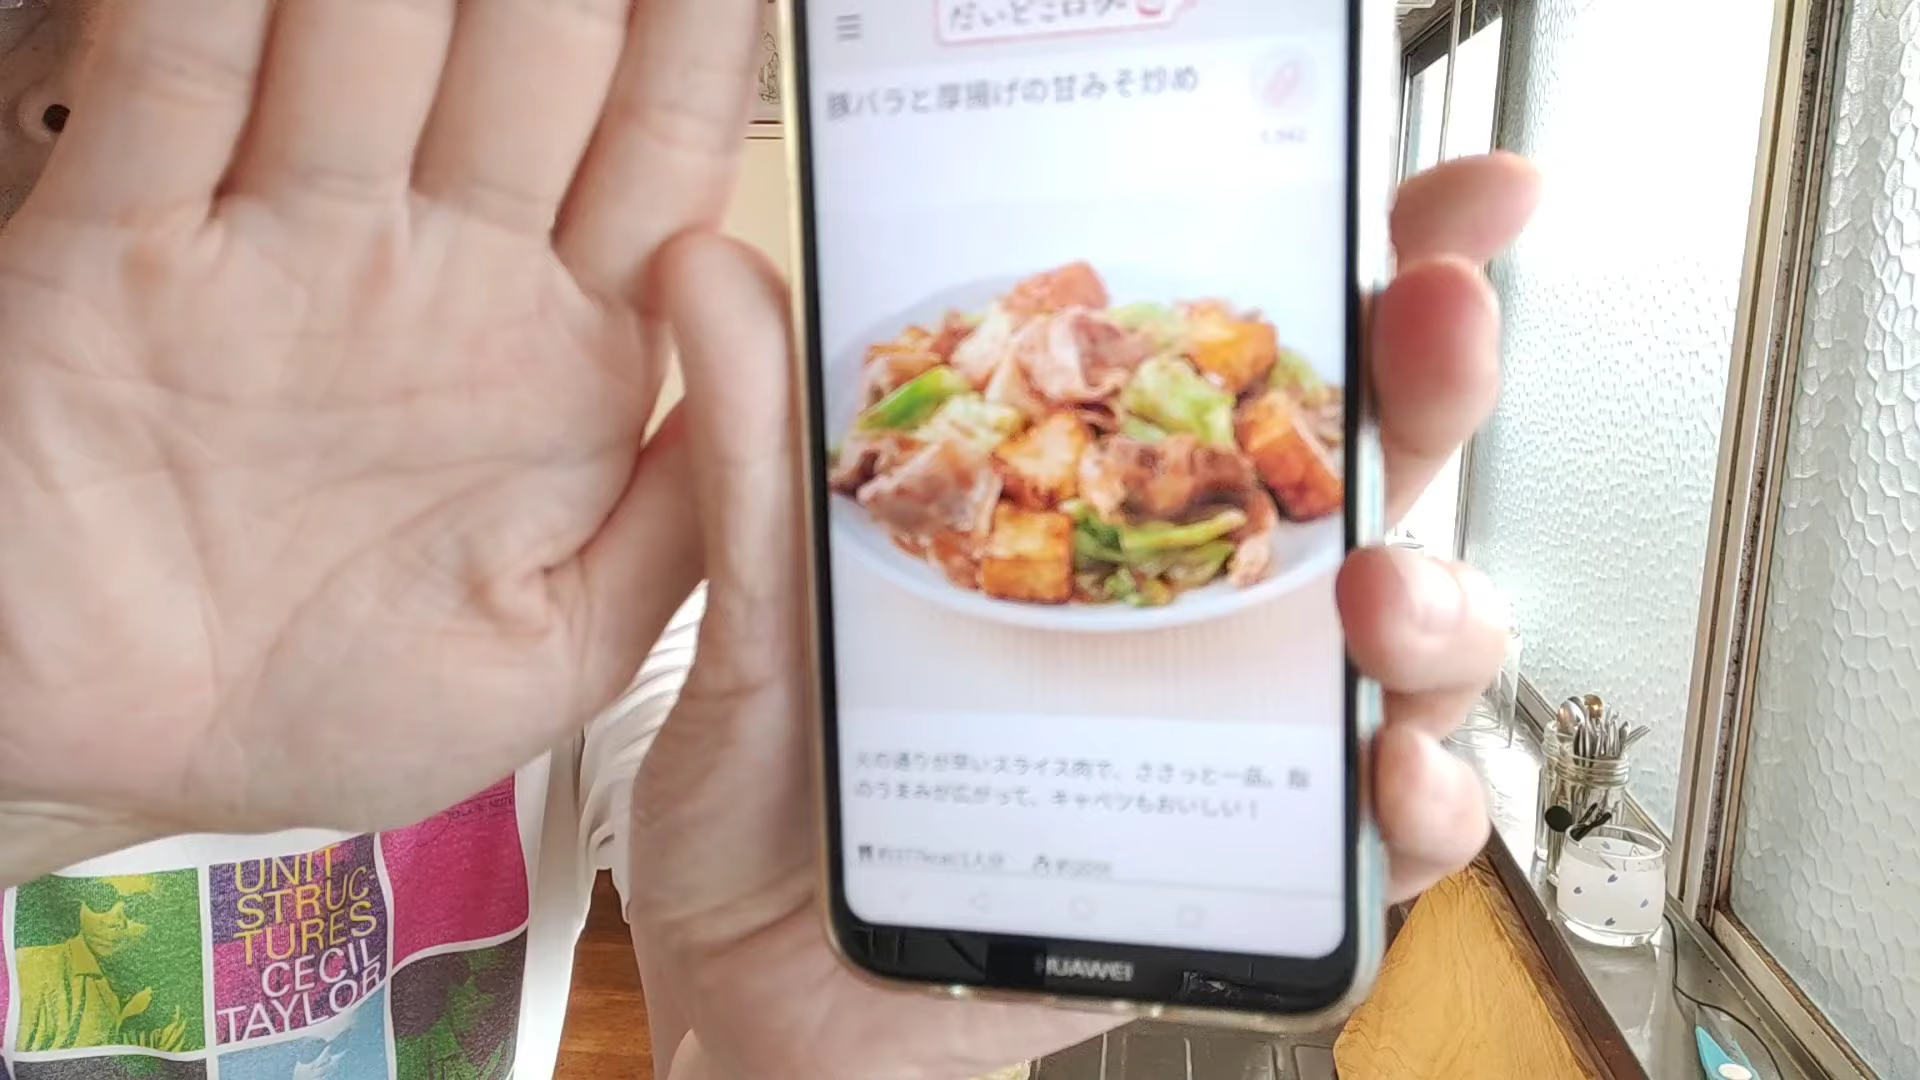 だいどこログ
豚バラと厚揚げの甘みそ炒め
火の通りが早いスライス肉で、ささっと一品。脂
のうまみが広がって、キャベツもおいしい！
HUAWEI
UNIT
STRUC-
TURES
CECIL
TAYLOR